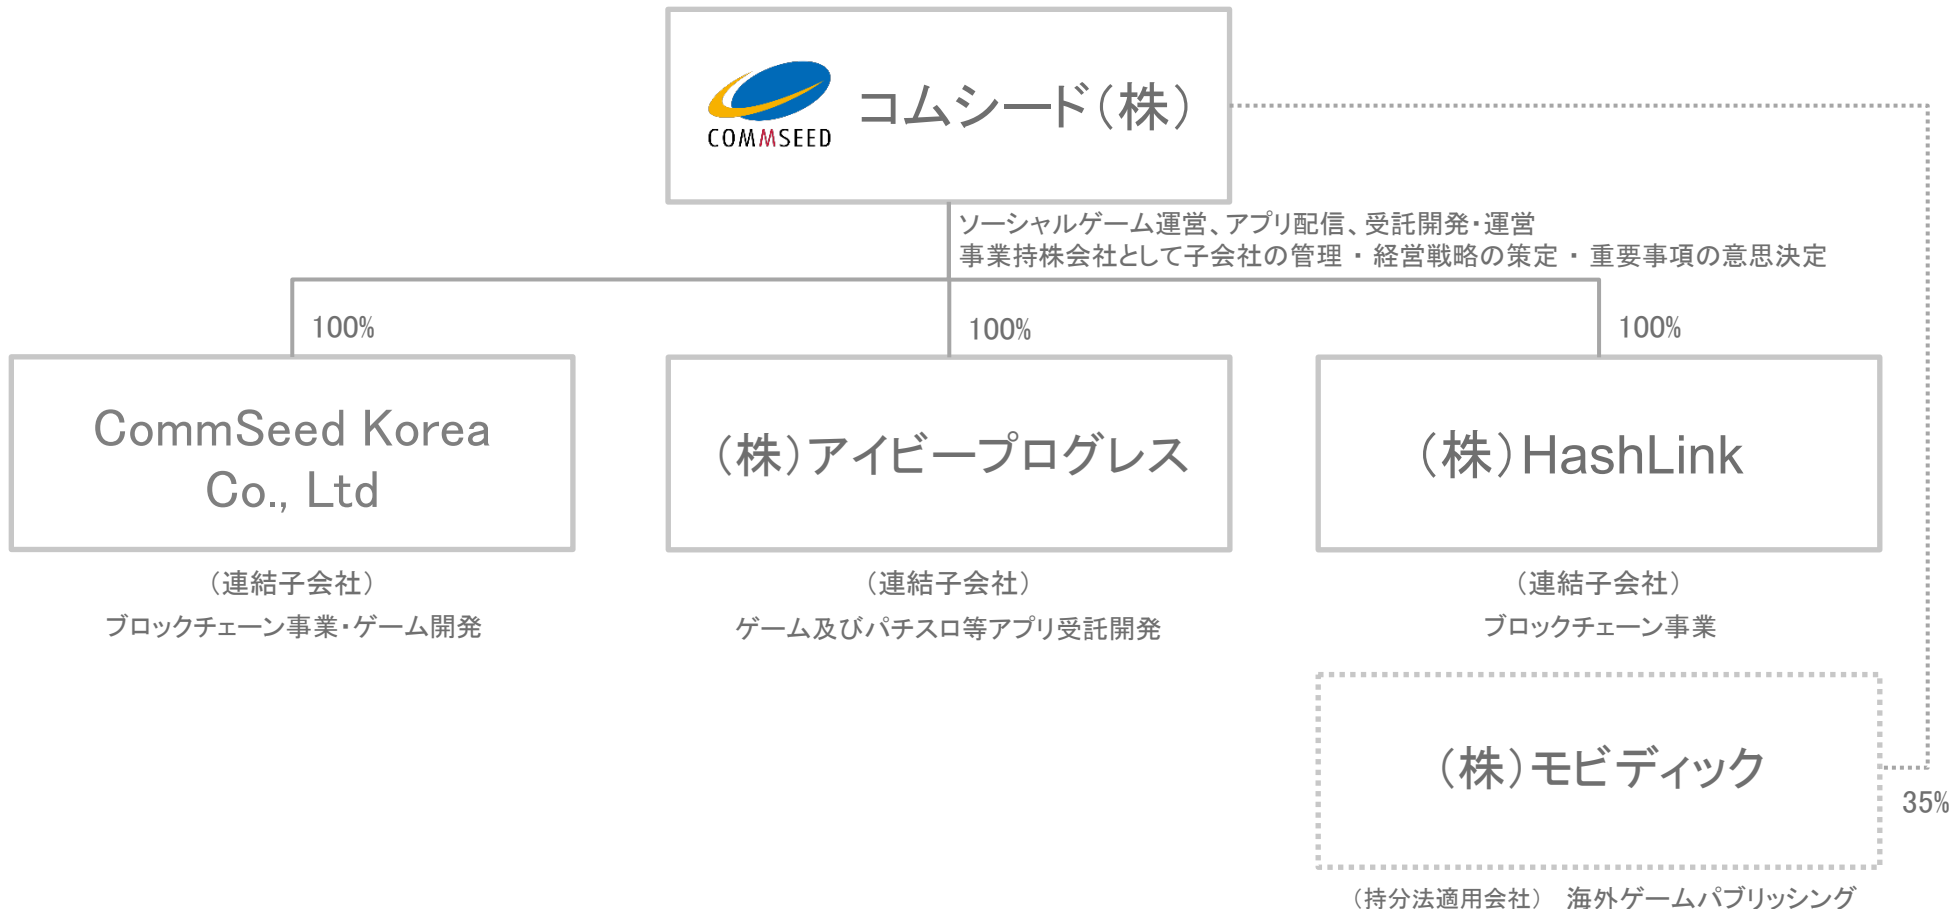 COMMSEED
コムシード（株）
ソーシャルゲーム運営、アプリ配信、受託開発・運営
事業持株会社として子会社の管理 ・ 経営戦略の策定 ・ 重要事項の意思決定
100%
100%
100%
CommSeed Korea
Co., Ltd
（株）アイビープログレス
（株）HashLink
（連結子会社）
（連結子会社）
（連結子会社）
ブロックチェーン事業・ゲーム開発
ゲーム及びパチスロ等アプリ受託開発
ブロックチェーン事業
（株）モビディック
35%
（持分法適用会社） 海外ゲームパブリッシング